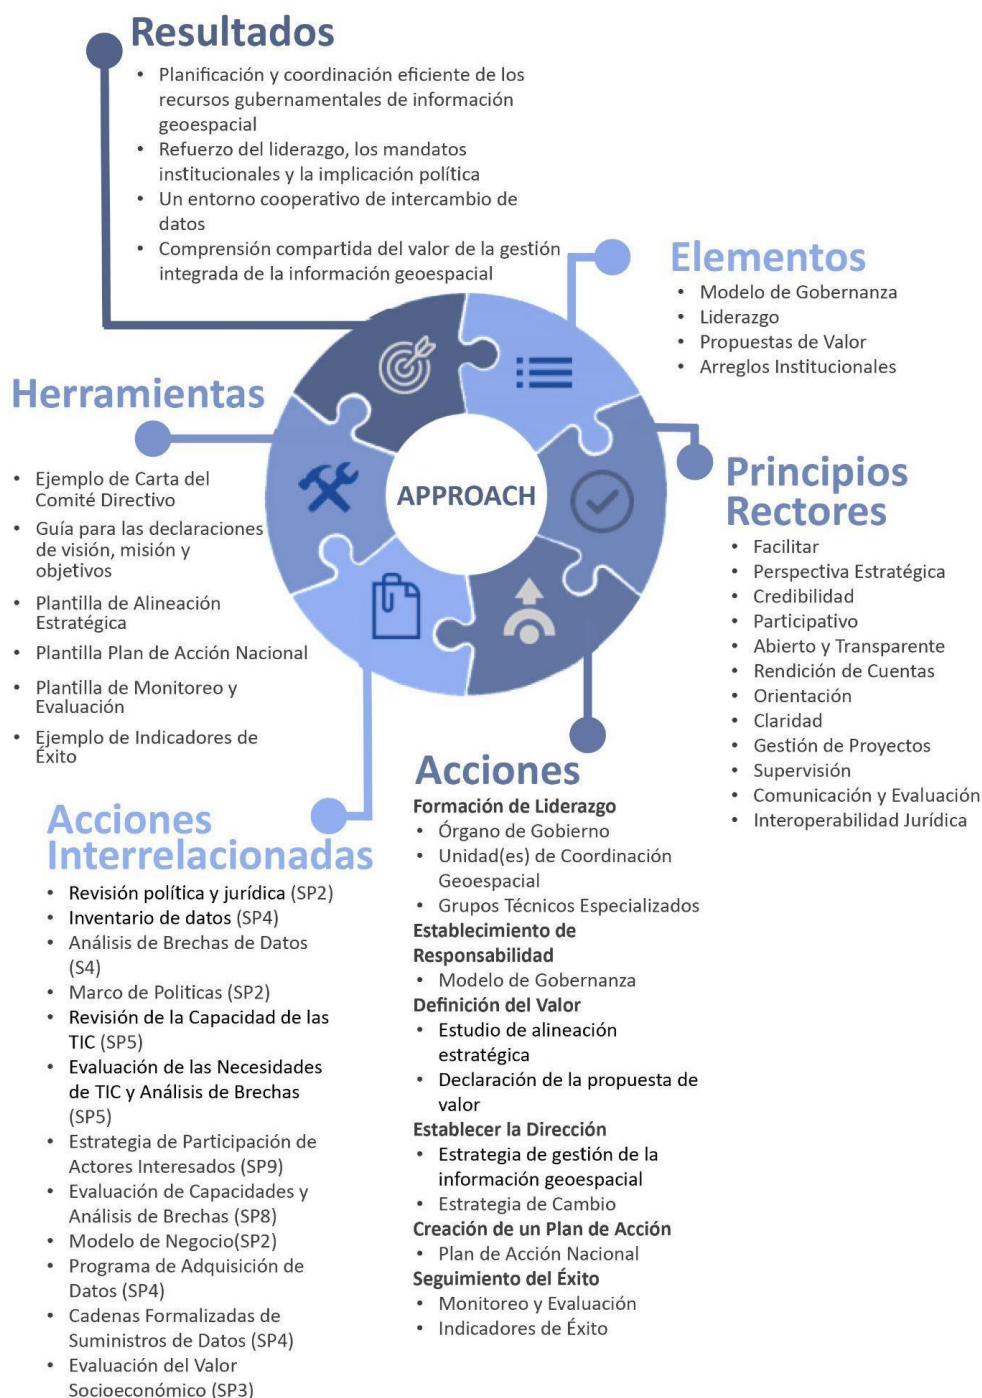 Resultados
• Planificación y coordinación eficiente de los
recursos gubernamentales de información
geoespacial
• Refuerzo del liderazgo, los mandatos
institucionales y la implicación política
• Un entorno cooperativo de intercambio de
datos
• Comprensión compartida del valor de la gestión
integrada de la información geoespacial
Elementos
• Modelo de Gobernanza
• Liderazgo
• Propuestas de Valor
• Arreglos Institucionales
Herramientas
• Ejemplo de Carta del
Comité Directivo
• Guía para las declaraciones
de visión, misión y
objetivos
• Plantilla de Alineación
Estratégica
• Plantilla Plan de Acción Nacional
• Plantilla de Monitoreo y
Evaluación
• Ejemplo de Indicadores de
Éxito
APPROACH
Principios
Rectores
• Facilitar
• Perspectiva Estratégica
• Credibilidad
• Participativo
• Abierto y Transparente
• Rendición de Cuentas
• Orientación
• Claridad
• Gestión de Proyectos
• Supervisión
• Comunicación y Evaluación
• Interoperabilidad Jurídica
Acciones
Interrelacionadas
• Revisión política y jurídica (SP2)
• Inventario de datos (SP4)
• Análisis de Brechas de Datos
(S4)
• Marco de Politicas (SP2)
• Revisión de la Capacidad de las
TIC (SP5)
• Evaluación de las Necesidades
de TIC y Análisis de Brechas
(SP5)
• Estrategia de Participación de
Actores Interesados (SP9)
• Evaluación de Capacidades y
Análisis de Brechas (SP8)
• Modelo de Negocio(SP2)
• Programa de Adquisición de
Datos (SP4)
• Cadenas Formalizadas de
Suministros de Datos (SP4)
• Evaluación del Valor
Socioeconómico (SP3)
Acciones
Formación de Liderazgo
• Órgano de Gobierno
• Unidad(es) de Coordinación
Geoespacial
• Grupos Técnicos Especializados
Establecimiento de
Responsabilidad
• Modelo de Gobernanza
Definición del Valor
• Estudio de alineación
estratégica
• Declaración de la propuesta de
valor
Establecer la Dirección
• Estrategia de gestión de la
información geoespacial
• Estrategia de Cambio
Creación de un Plan de Acción
• Plan de Acción Nacional
Seguimiento del Éxito
• Monitoreo y Evaluación
• Indicadores de Éxito